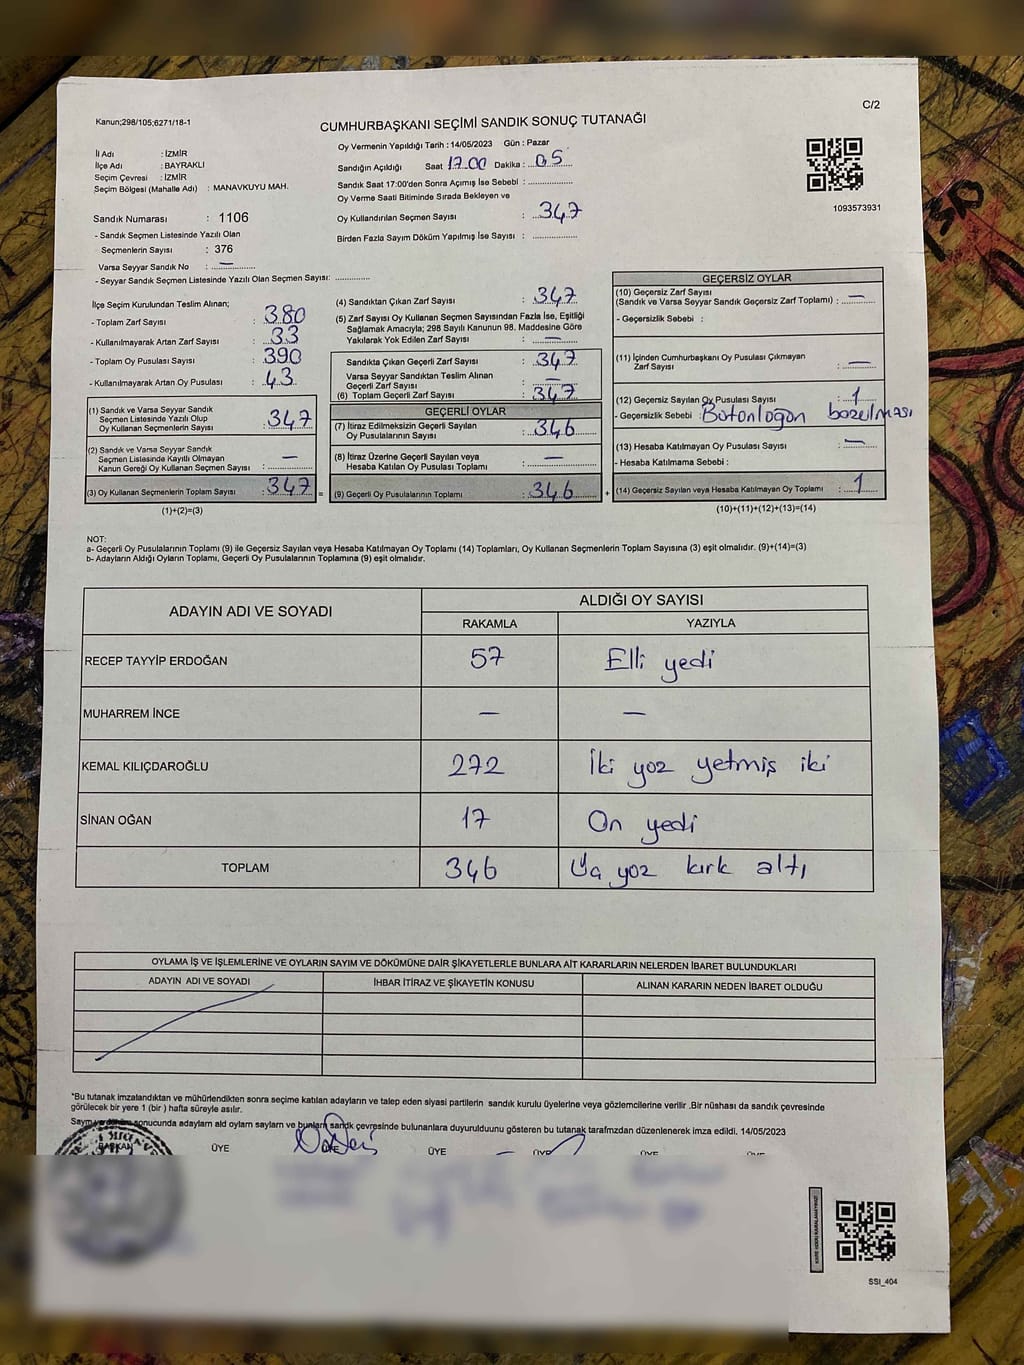 C/2
Kanun;298/105;6271/18-1
CUMHURBAŞKANI SEÇİMİ SANDIK SONUÇ TUTANAĞI
İl Adı : İZMİR
İlçe Adı : BAYRAKLI
Seçim Çevresi : İZMİR
Seçim Bölgesi (Mahalle Adı) : MANAVKUYU MAH.
Sandık Numarası : 1106
- Sandık Seçmen Listesinde Yazılı Olan
Seçmenlerin Sayısı : 376
Varsa Seyyar Sandık No : —
- Seyyar Sandık Seçmen Listesinde Yazılı Olan Seçmen Sayısı: ..................
Oy Vermenin Yapıldığı Tarih : 14/05/2023 Gün : Pazar
Sandığın Açıldığı Saat 17.00 Dakika : 05
Sandık Saat 17:00'den Sonra Açımış İse Sebebi : ..................
Oy Verme Saati Bitiminde Sırada Bekleyen ve
Oy Kullandırılan Seçmen Sayısı : 347
Birden Fazla Sayım Döküm Yapılmış İse Sayısı : ..................
1093573931
İlçe Seçim Kurulundan Teslim Alınan;
- Toplam Zarf Sayısı : 380
- Kullanılmayarak Artan Zarf Sayısı : 33
- Toplam Oy Pusulası Sayısı : 390
- Kullanılmayarak Artan Oy Pusulası : 43
(1) Sandık ve Varsa Seyyar Sandık
Seçmen Listesinde Yazılı Olup
Oy Kullanan Seçmenlerin Sayısı : 347
(2) Sandık ve Varsa Seyyar Sandık
Seçmen Listesinde Kayıtlı Olmayan
Kanun Gereği Oy Kullanan Seçmen Sayısı : —
(3) Oy Kullanan Seçmenlerin Toplam Sayısı : 347 =
(1)+(2)=(3)
(4) Sandıktan Çıkan Zarf Sayısı : 347
(5) Zarf Sayısı Oy Kullanan Seçmen Sayısından Fazla İse, Eşitliği
Sağlamak Amacıyla; 298 Sayılı Kanunun 98. Maddesine Göre
Yakılarak Yok Edilen Zarf Sayısı : —
Sandıkta Çıkan Geçerli Zarf Sayısı : 347
Varsa Seyyar Sandıktan Teslim Alınan
Geçerli Zarf Sayısı : —
(6) Toplam Geçerli Zarf Sayısı : 347
GEÇERLİ OYLAR
(7) İtiraz Edilmeksizin Geçerli Sayılan
Oy Pusulalarının Sayısı : 346
(8) İtiraz Üzerine Geçerli Sayılan veya
Hesaba Katılan Oy Pusulası Toplamı : —
(9) Geçerli Oy Pusulalarının Toplamı : 346 +
GEÇERSİZ OYLAR
(10) Geçersiz Zarf Sayısı
(Sandık ve Varsa Seyyar Sandık Geçersiz Zarf Toplamı) : —
- Geçersizlik Sebebi :
(11) İçinden Cumhurbaşkanı Oy Pusulası Çıkmayan
Zarf Sayısı : —
(12) Geçersiz Sayılan Oy Pusulası Sayısı : 1
- Geçersizlik Sebebi : Bütünlüğün bozulması
(13) Hesaba Katılmayan Oy Pusulası Sayısı : —
- Hesaba Katılmama Sebebi :
(14) Geçersiz Sayılan veya Hesaba Katılmayan Oy Toplamı : 1
(10)+(11)+(12)+(13)=(14)
NOT:
a- Geçerli Oy Pusulalarının Toplamı (9) ile Geçersiz Sayılan veya Hesaba Katılmayan Oy Toplamı (14) Toplamları, Oy Kullanan Seçmenlerin Toplam Sayısına (3) eşit olmalıdır. (9)+(14)=(3)
b- Adayların Aldığı Oyların Toplamı, Geçerli Oy Pusulalarının Toplamına (9) eşit olmalıdır.
ADAYIN ADI VE SOYADI ALDIĞI OY SAYISI
RAKAMLA YAZIYLA
RECEP TAYYİP ERDOĞAN 57 Elli yedi
MUHARREM İNCE — —
KEMAL KILIÇDAROĞLU 272 İki yüz yetmiş iki
SİNAN OĞAN 17 On yedi
TOPLAM 346 Üç yüz kırk altı
OYLAMA İŞ VE İŞLEMLERİNE VE OYLARIN SAYIM VE DÖKÜMÜNE DAİR ŞİKAYETLERLE BUNLARA AİT KARARLARIN NELERDEN İBARET BULUNDUKLARI
ADAYIN ADI VE SOYADI İHBAR İTİRAZ VE ŞİKAYETİN KONUSU ALINAN KARARIN NEDEN İBARET OLDUĞU
*Bu tutanak imzalandıktan ve mühürlendikten sonra seçime katılan adayların ve talep eden siyasi partilerin sandık kurulu üyelerine veya gözlemcilerine verilir .Bir nüshası da sandık çevresinde
görülecek bir yere 1 (bir ) hafta süreyle asılır.
sonucunda adayların ald oyların sayların ve bunların sandık çevresinde bulunanlara duyurulduunu gösteren bu tutanak tarafmzdan düzenlenerek imza edildi. 14/05/2023
BAŞKAN ÜYE ÜYE ÜYE ÜYE
SSI_404